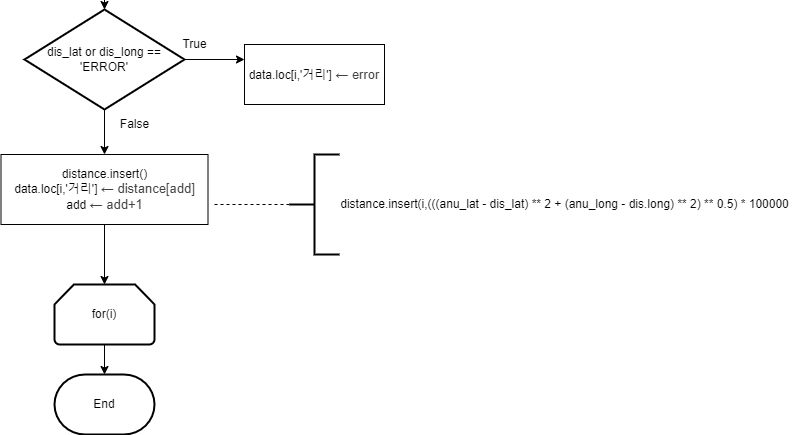 dis_lat or dis_long ==
'ERROR'
True
data.loc[i,'거리'] ← error
False
distance.insert()
data.loc[i,'거리'] ← distance[add]
add ← add+1
distance.insert(i,(((anu_lat - dis_lat) ** 2 + (anu_long - dis.long) ** 2) ** 0.5) * 100000
for(i)
End